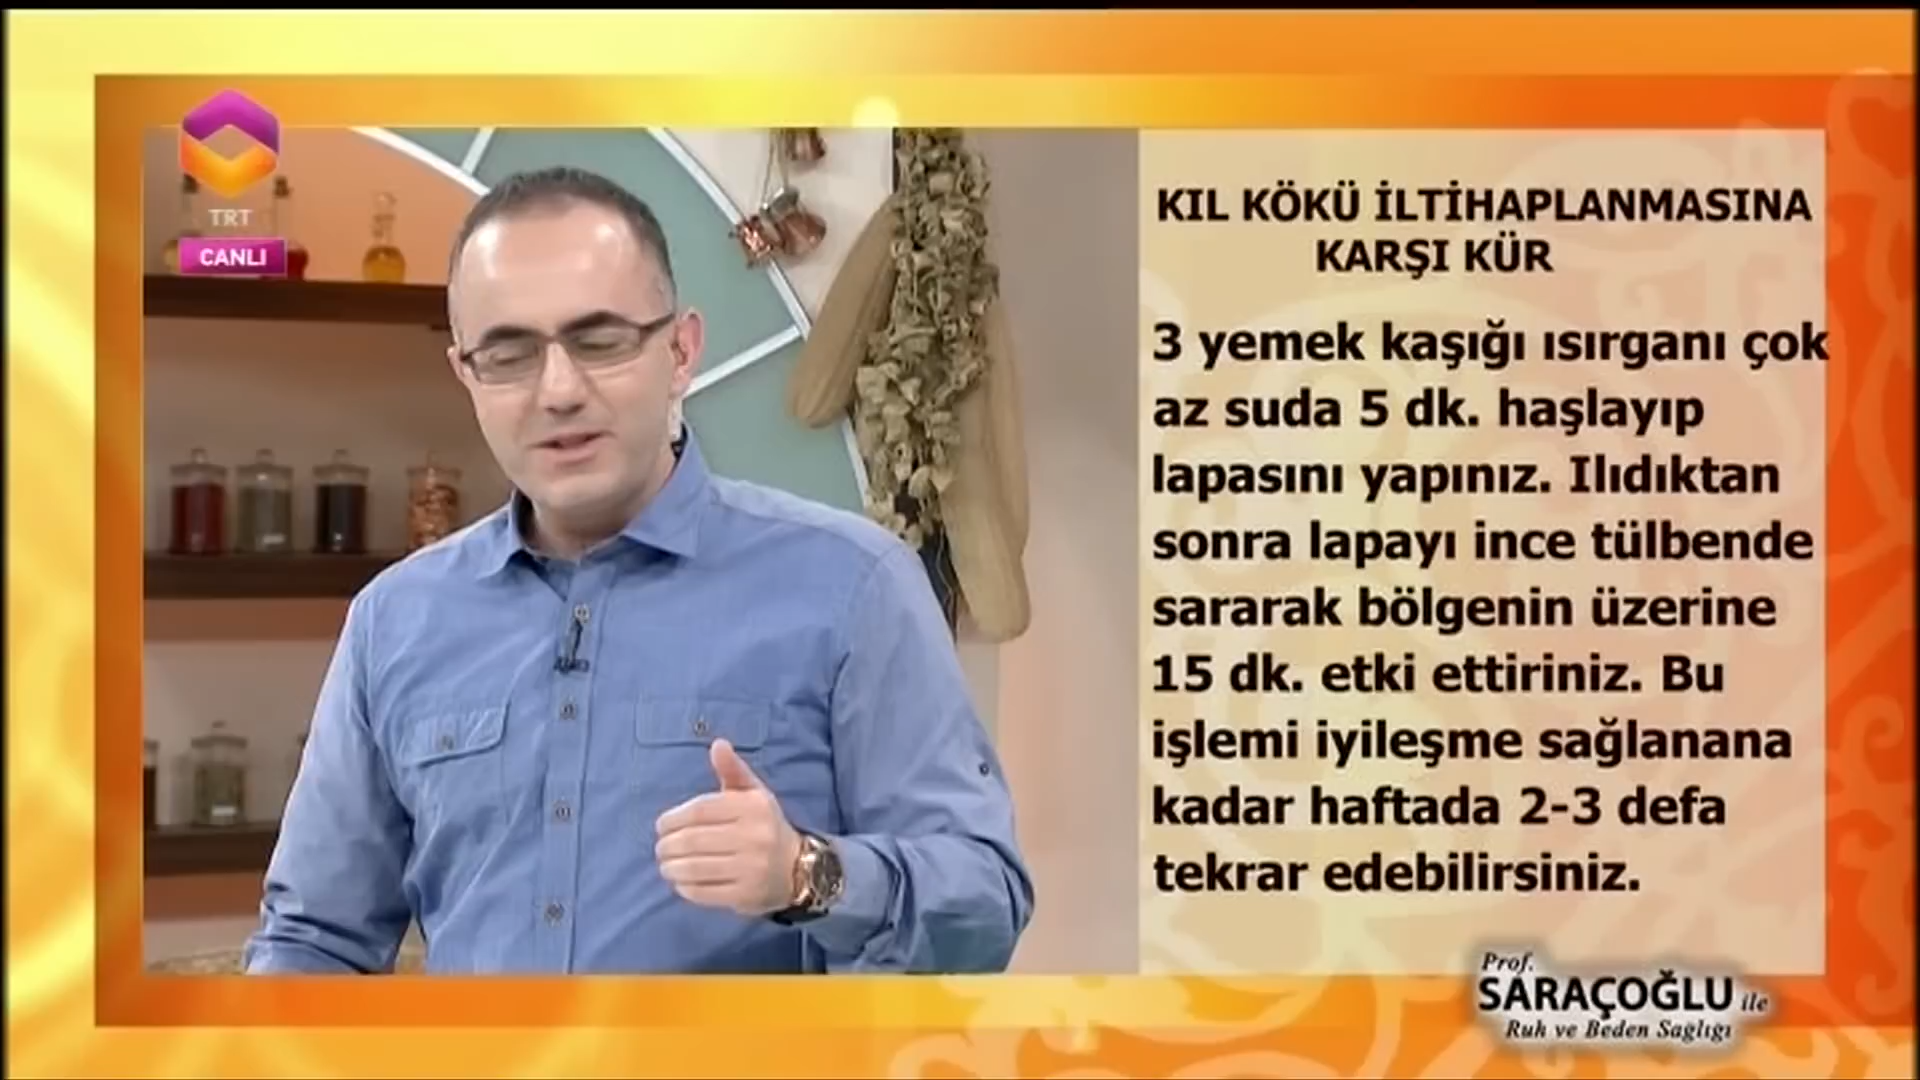 TRT
CANLI
KIL KÖKÜ İLTİHAPLANMASINA
KARŞI KÜR
3 yemek kaşığı ısırganı çok
az suda 5 dk. haşlayıp
lapasını yapınız. Ilıdıktan
sonra lapayı ince tülbende
sararak bölgenin üzerine
15 dk. etki ettiriniz. Bu
işlemi iyileşme sağlanana
kadar haftada 2-3 defa
tekrar edebilirsiniz.
Prof.
SARAÇOĞLU ile
Ruh ve Beden Sağlığı